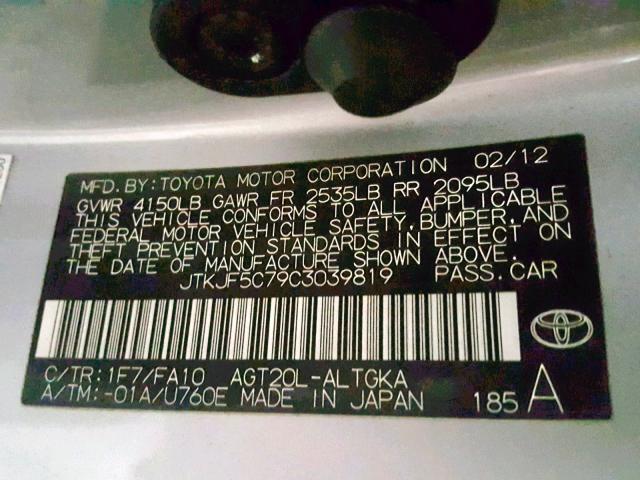 MFD.BY:TOYOTA MOTOR CORPORATION 02/12
GVWR 4150LB GAWR FR 2535LB RR 2095LB
THIS VEHICLE CONFORMS TO ALL APPLICABLE
FEDERAL MOTOR VEHICLE SAFETY,BUMPER,AND
THEFT PREVENTION STANDARDS IN EFFECT ON
THE DATE OF MANUFACTURE SHOWN ABOVE.
JTKJF5C79C3039819 PASS.CAR
C/TR:1F7/FA10 AGT20L-ALTGKA
A/TM:-01A/U760E MADE IN JAPAN 185 A